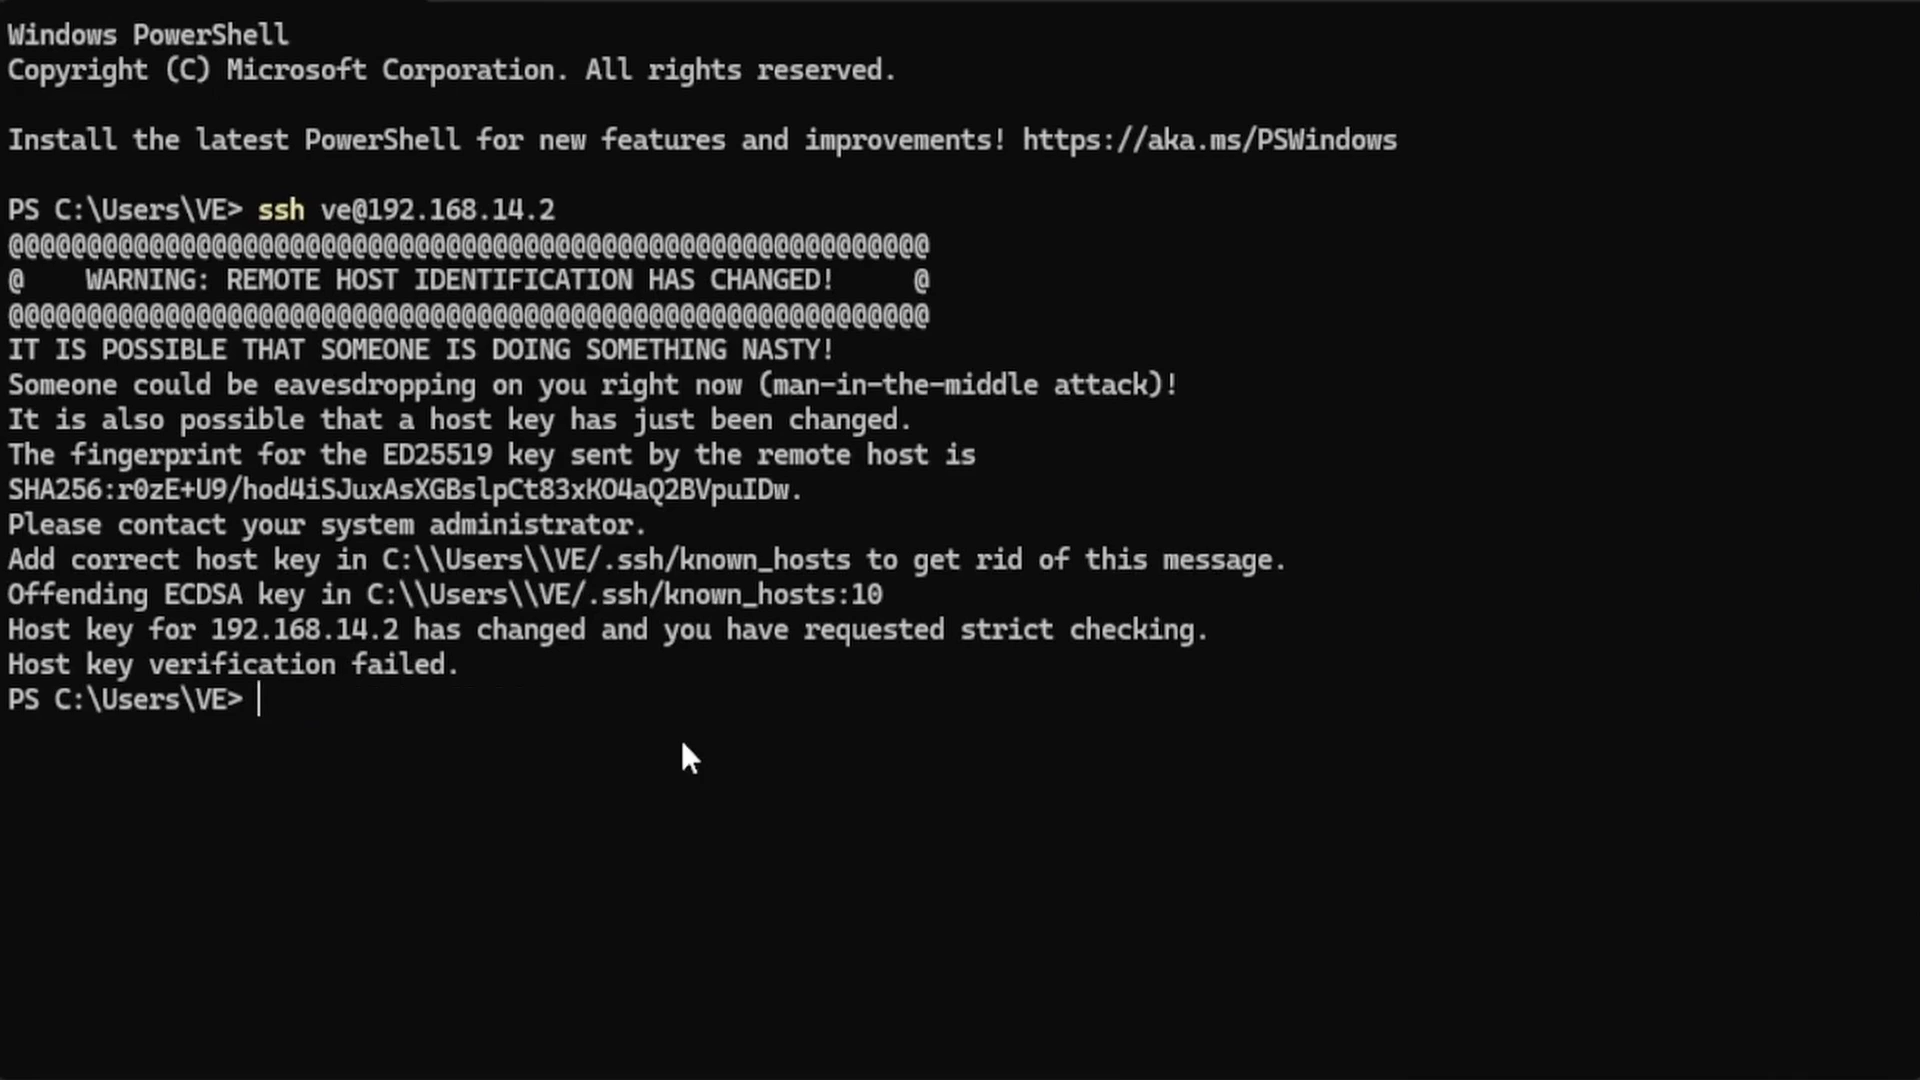 Windows PowerShell
Copyright (C) Microsoft Corporation. All rights reserved.
Install the latest PowerShell for new features and improvements! https://aka.ms/PSWindows
PS C:\Users\VE> ssh ve@192.168.14.2
@@@@@@@@@@@@@@@@@@@@@@@@@@@@@@@@@@@@@@@@@@@@@@@@@@@@@@@@@@@
@    WARNING: REMOTE HOST IDENTIFICATION HAS CHANGED!     @
@@@@@@@@@@@@@@@@@@@@@@@@@@@@@@@@@@@@@@@@@@@@@@@@@@@@@@@@@@@
IT IS POSSIBLE THAT SOMEONE IS DOING SOMETHING NASTY!
Someone could be eavesdropping on you right now (man-in-the-middle attack)!
It is also possible that a host key has just been changed.
The fingerprint for the ED25519 key sent by the remote host is
SHA256:r0zE+U9/hod4iSJuxAsXGBslpCt83xKO4aQ2BVpuIDw.
Please contact your system administrator.
Add correct host key in C:\\Users\\VE/.ssh/known_hosts to get rid of this message.
Offending ECDSA key in C:\\Users\\VE/.ssh/known_hosts:10
Host key for 192.168.14.2 has changed and you have requested strict checking.
Host key verification failed.
PS C:\Users\VE>